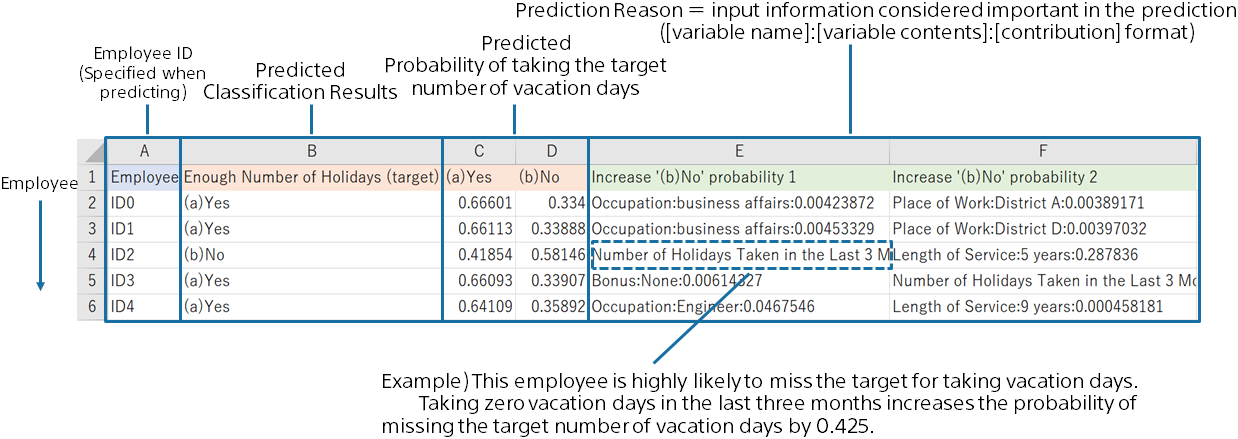 Prediction Reason = input information considered important in the prediction
([variable name]:[variable contents]:[contribution] format)
Employee ID
(Specified when
predicting)
Predicted
Classification Results
Predicted
Probability of taking the target
number of vacation days
A B C D E F
Employee
1 Employee Enough Number of Holidays (target) (a)Yes (b)No Increase '(b)No' probability 1 Increase '(b)No' probability 2
2 ID0 (a)Yes 0.66601 0.334 Occupation:business affairs:0.00423872 Place of Work:District A:0.00389171
3 ID1 (a)Yes 0.66113 0.33888 Occupation:business affairs:0.00453329 Place of Work:District D:0.00397032
4 ID2 (b)No 0.41854 0.58146 Number of Holidays Taken in the Last 3 M Length of Service:5 years:0.287836
5 ID3 (a)Yes 0.66093 0.33907 Bonus:None:0.00614327 Number of Holidays Taken in the Last 3 Mo
6 ID4 (a)Yes 0.64109 0.35892 Occupation:Engineer:0.0467546 Length of Service:9 years:0.000458181
Example) This employee is highly likely to miss the target for taking vacation days.
Taking zero vacation days in the last three months increases the probability of
missing the target number of vacation days by 0.425.